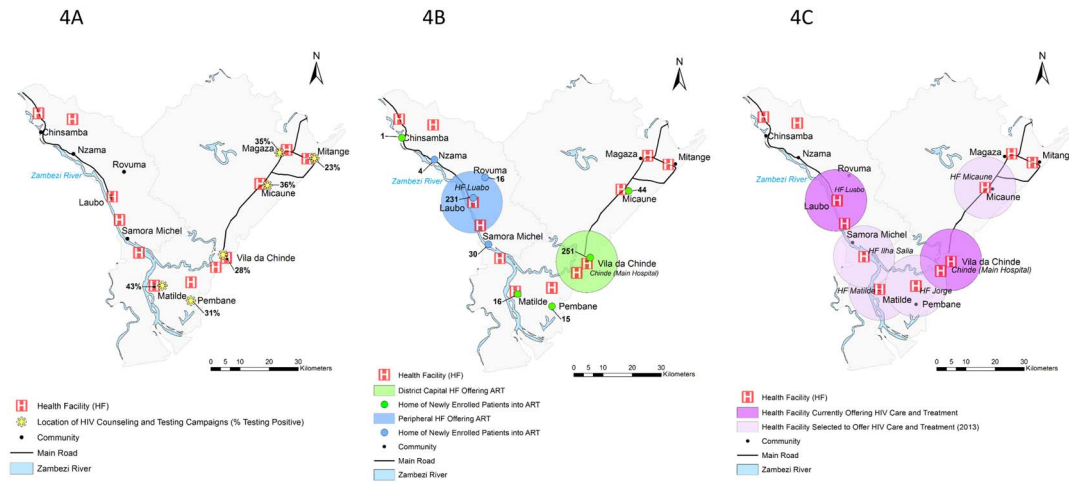 4A
N
Chinsamba
Nzama
Rovuma
Zambezi River
35%
Magaza
Mitange
23%
36%
Micaune
Laubo
Samora Michel
Vila da Chinde
28%
43%
Matilde
Pembane
31%
0 5 10 20 30
Kilometers
Health Facility (HF)
Location of HIV Counseling and Testing Campaigns (% Testing Positive)
Community
Main Road
Zambezi River
4B
N
1
Chinsamba
Nzama
4
Rovuma
16
Zambezi River
HF Luabo
231
Laubo
Magaza
Mitange
44
Micaune
Samora Michel
30
251
Vila da Chinde
Chinde (Main Hospital)
16
Matilde
Pembane
15
0 5 10 20 30
Kilometers
Health Facility (HF)
District Capital HF Offering ART
Home of Newly Enrolled Patients into ART
Peripheral HF Offering ART
Home of Newly Enrolled Patients into ART
Community
Main Road
Zambezi River
4C
N
Chinsamba
Nzama
Rovuma
Zambezi River
HF Luabo
Laubo
Magaza
Mitange
HF Micaune
Micaune
Samora Michel
HF Ilha Salia
Vila da Chinde
Chinde (Main Hospital)
HF Matilde
Matilde
HF Jorge
Pembane
0 5 10 20 30
Kilometers
Health Facility (HF)
Health Facility Currently Offering HIV Care and Treatment
Health Facility Selected to Offer HIV Care and Treatment (2013)
Community
Main Road
Zambezi River